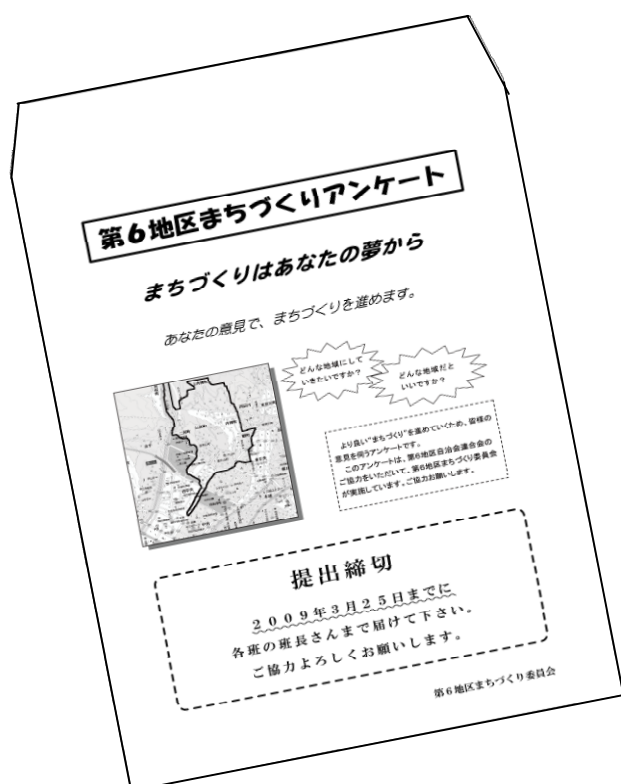 第6地区まちづくりアンケート
まちづくりはあなたの夢から
あなたの意見で、まちづくりを進めます。
どんな地域にして
いきたいですか？
どんな地域だと
いいですか？
より良い“まちづくり”を進めていくため、皆様の
意見を伺うアンケートです。
このアンケートは、第6地区自治会連合会の
ご協力をいただいて、第6地区まちづくり委員会
が実施しています。ご協力お願いします。
提出締切
２００９年３月２５日までに
各班の班長さんまで届けて下さい。
ご協力よろしくお願いします。
第6地区まちづくり委員会